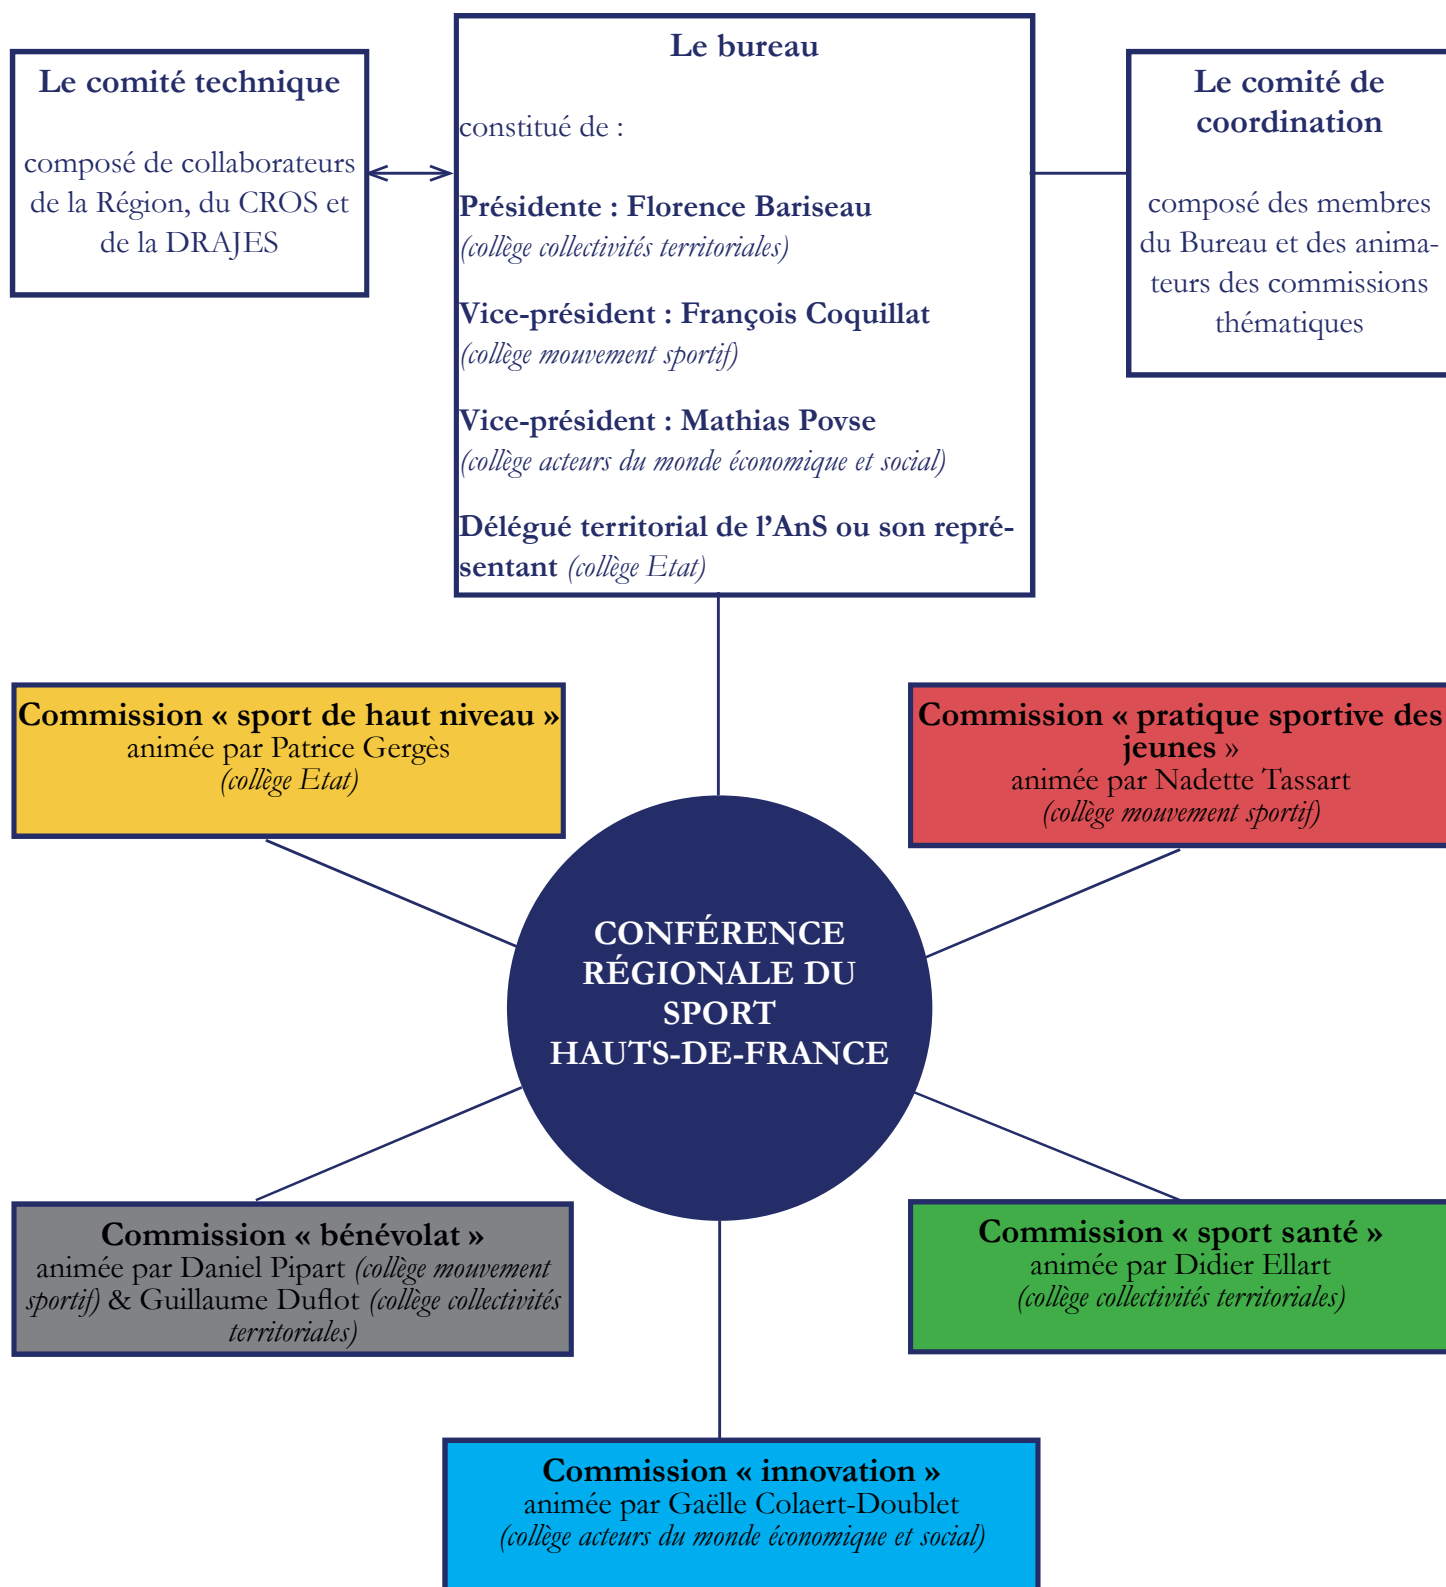 Le comité technique
composé de collaborateurs
de la Région, du CROS et
de la DRAJES
Le bureau
constitué de :
Présidente : Florence Bariseau
(collège collectivités territoriales)
Vice-président : François Coquillat
(collège mouvement sportif)
Vice-président : Mathias Povse
(collège acteurs du monde économique et social)
Délégué territorial de l’AnS ou son repré-
sentant (collège Etat)
Le comité de
coordination
composé des membres
du Bureau et des anima-
teurs des commissions
thématiques
Commission « sport de haut niveau »
animée par Patrice Gergès
(collège Etat)
Commission « pratique sportive des
jeunes »
animée par Nadette Tassart
(collège mouvement sportif)
CONFÉRENCE
RÉGIONALE DU
SPORT
HAUTS-DE-FRANCE
Commission « bénévolat »
animée par Daniel Pipart (collège mouvement
sportif) & Guillaume Duflot (collège collectivités
territoriales)
Commission « sport santé »
animée par Didier Ellart
(collège collectivités territoriales)
Commission « innovation »
animée par Gaëlle Colaert-Doublet
(collège acteurs du monde économique et social)